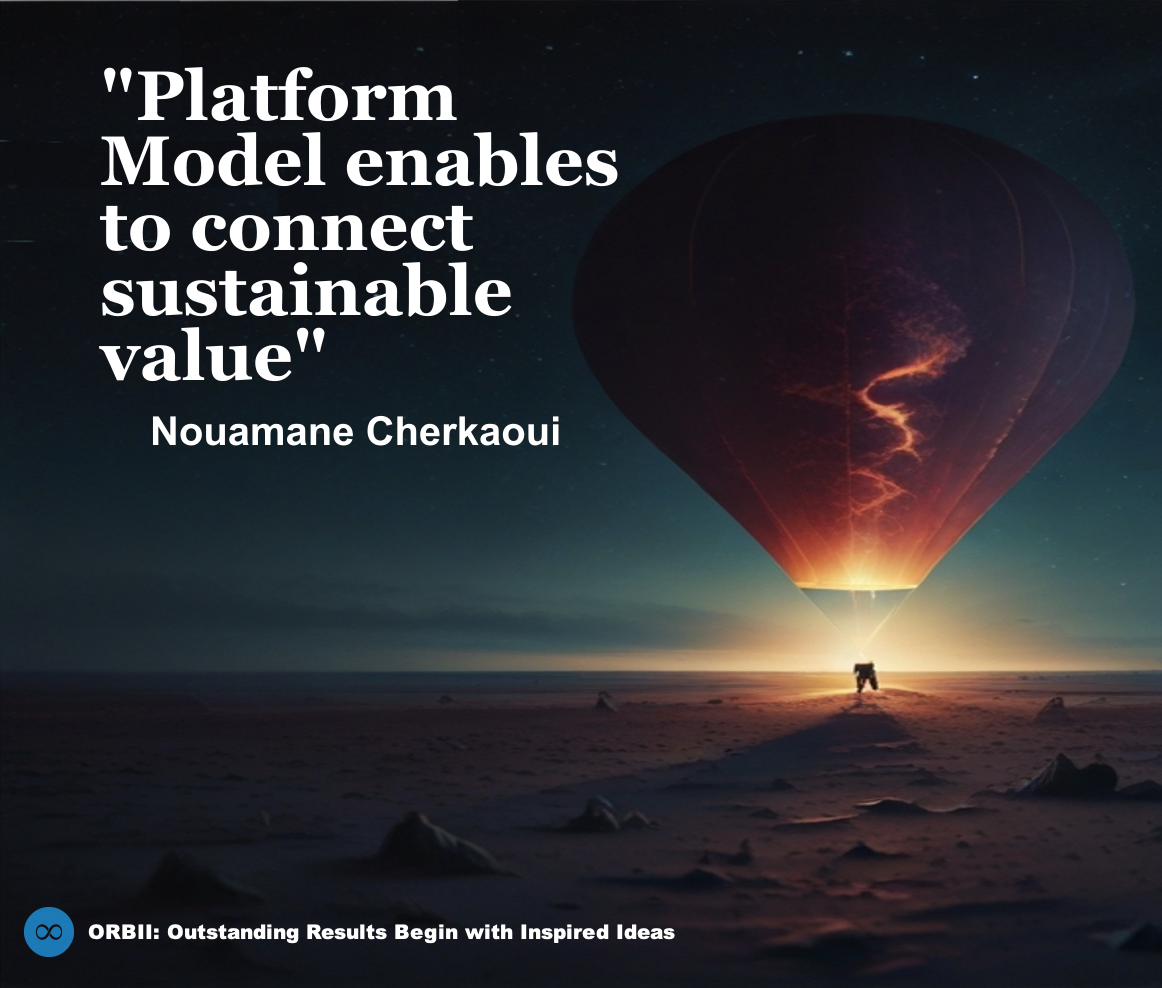 "Platform
Model enables
to connect
sustainable
value"
Nouamane Cherkaoui
ORBII: Outstanding Results Begin with Inspired Ideas